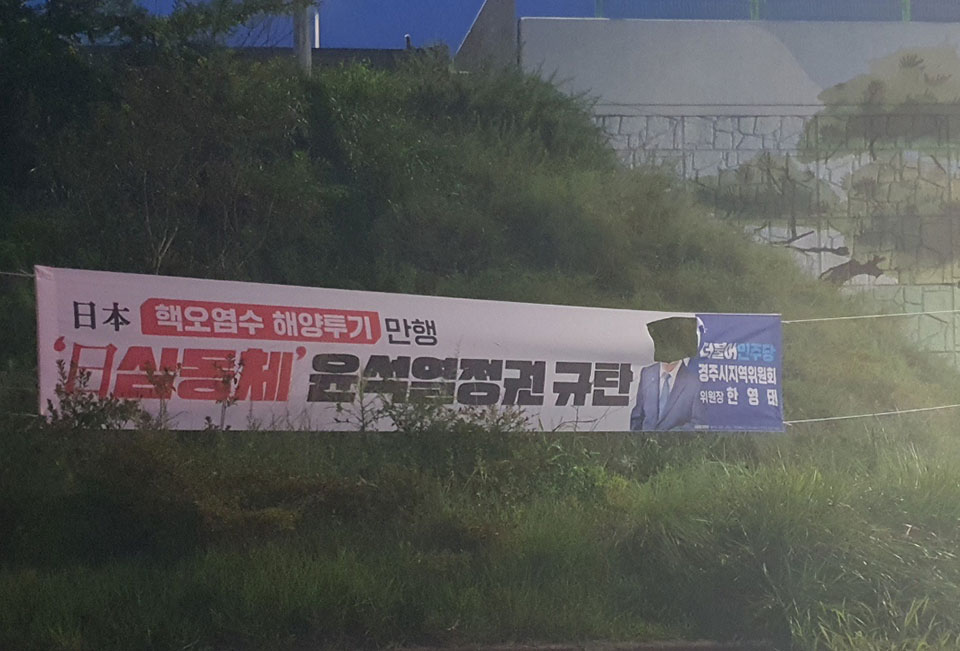 日本 핵오염수 해양투기 만행
'日심동체' 윤석열정권 규탄
더불어민주당
경주시지역위원회
위원장 한영태